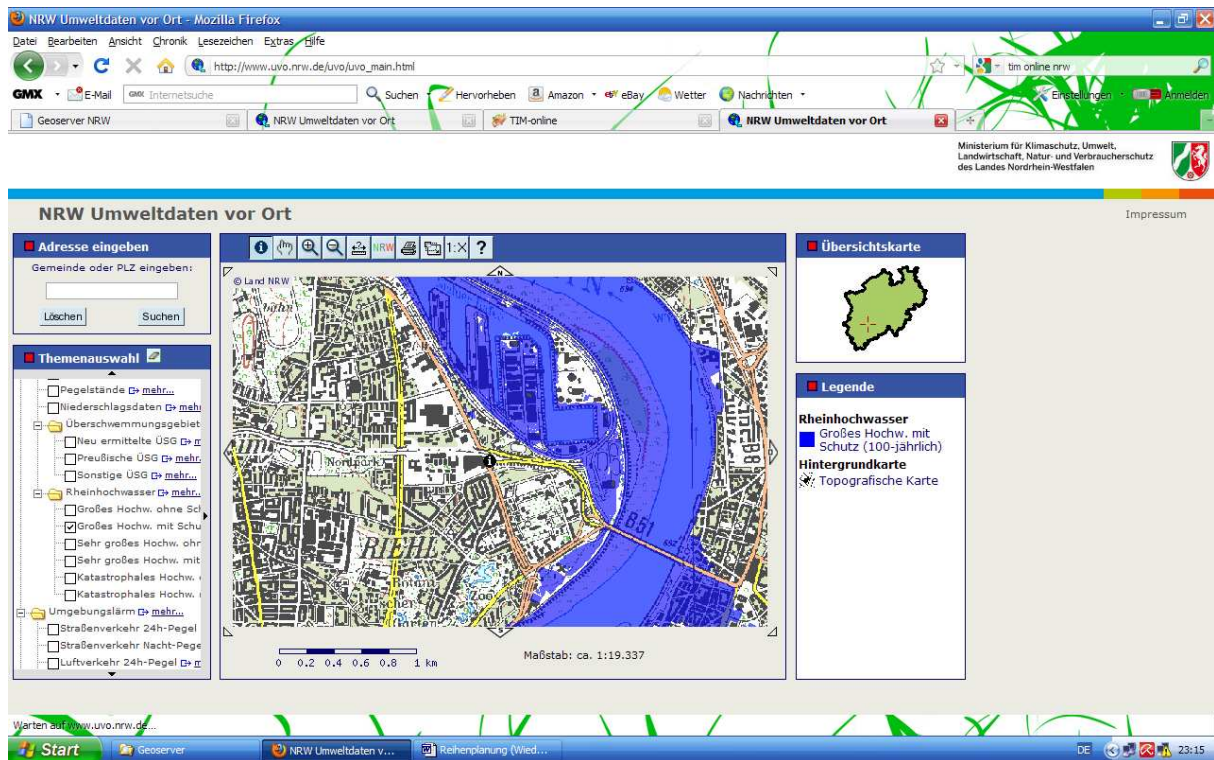 NRW Umweltdaten vor Ort - Mozilla Firefox
Datei Bearbeiten Ansicht Chronik Lesezeichen Extras Hilfe
http://www.uvo.nrw.de/uvo/uvo_main.html
tim online nrw
GMX E-Mail GMX Internetsuche Suchen Hervorheben Amazon eBay Wetter Nachrichten Einstellungen Anmelden
Geoserver NRW NRW Umweltdaten vor Ort TIM-online NRW Umweltdaten vor Ort
Ministerium für Klimaschutz, Umwelt,
Landwirtschaft, Natur- und Verbraucherschutz
des Landes Nordrhein-Westfalen
NRW Umweltdaten vor Ort
Impressum
Adresse eingeben
Gemeinde oder PLZ eingeben:
Löschen Suchen
Themenauswahl
Pegelstände mehr...
Niederschlagsdaten mehr
Überschwemmungsgebiet
Neu ermittelte ÜSG m
Preußische ÜSG mehr.
Sonstige ÜSG mehr...
Rheinhochwasser mehr..
Großes Hochw. ohne Sch
Großes Hochw. mit Schu
Sehr großes Hochw. ohn
Sehr großes Hochw. mit
Katastrophales Hochw.
Katastrophales Hochw.
Umgebungslärm mehr...
Straßenverkehr 24h-Pegel
Straßenverkehr Nacht-Pege
Luftverkehr 24h-Pegel m
NRW 1:X ?
N
© Land NRW
Nordpark
B51
RUHL
Zoo
S
0 0.2 0.4 0.6 0.8 1 km
Maßstab: ca. 1:19.337
Übersichtskarte
Legende
Rheinhochwasser
Großes Hochw. mit
Schutz (100-jährlich)
Hintergrundkarte
Topografische Karte
Warten auf www.uvo.nrw.de...
Start Geoserver NRW Umweltdaten v... Reihenplanung (Wied... DE 23:15